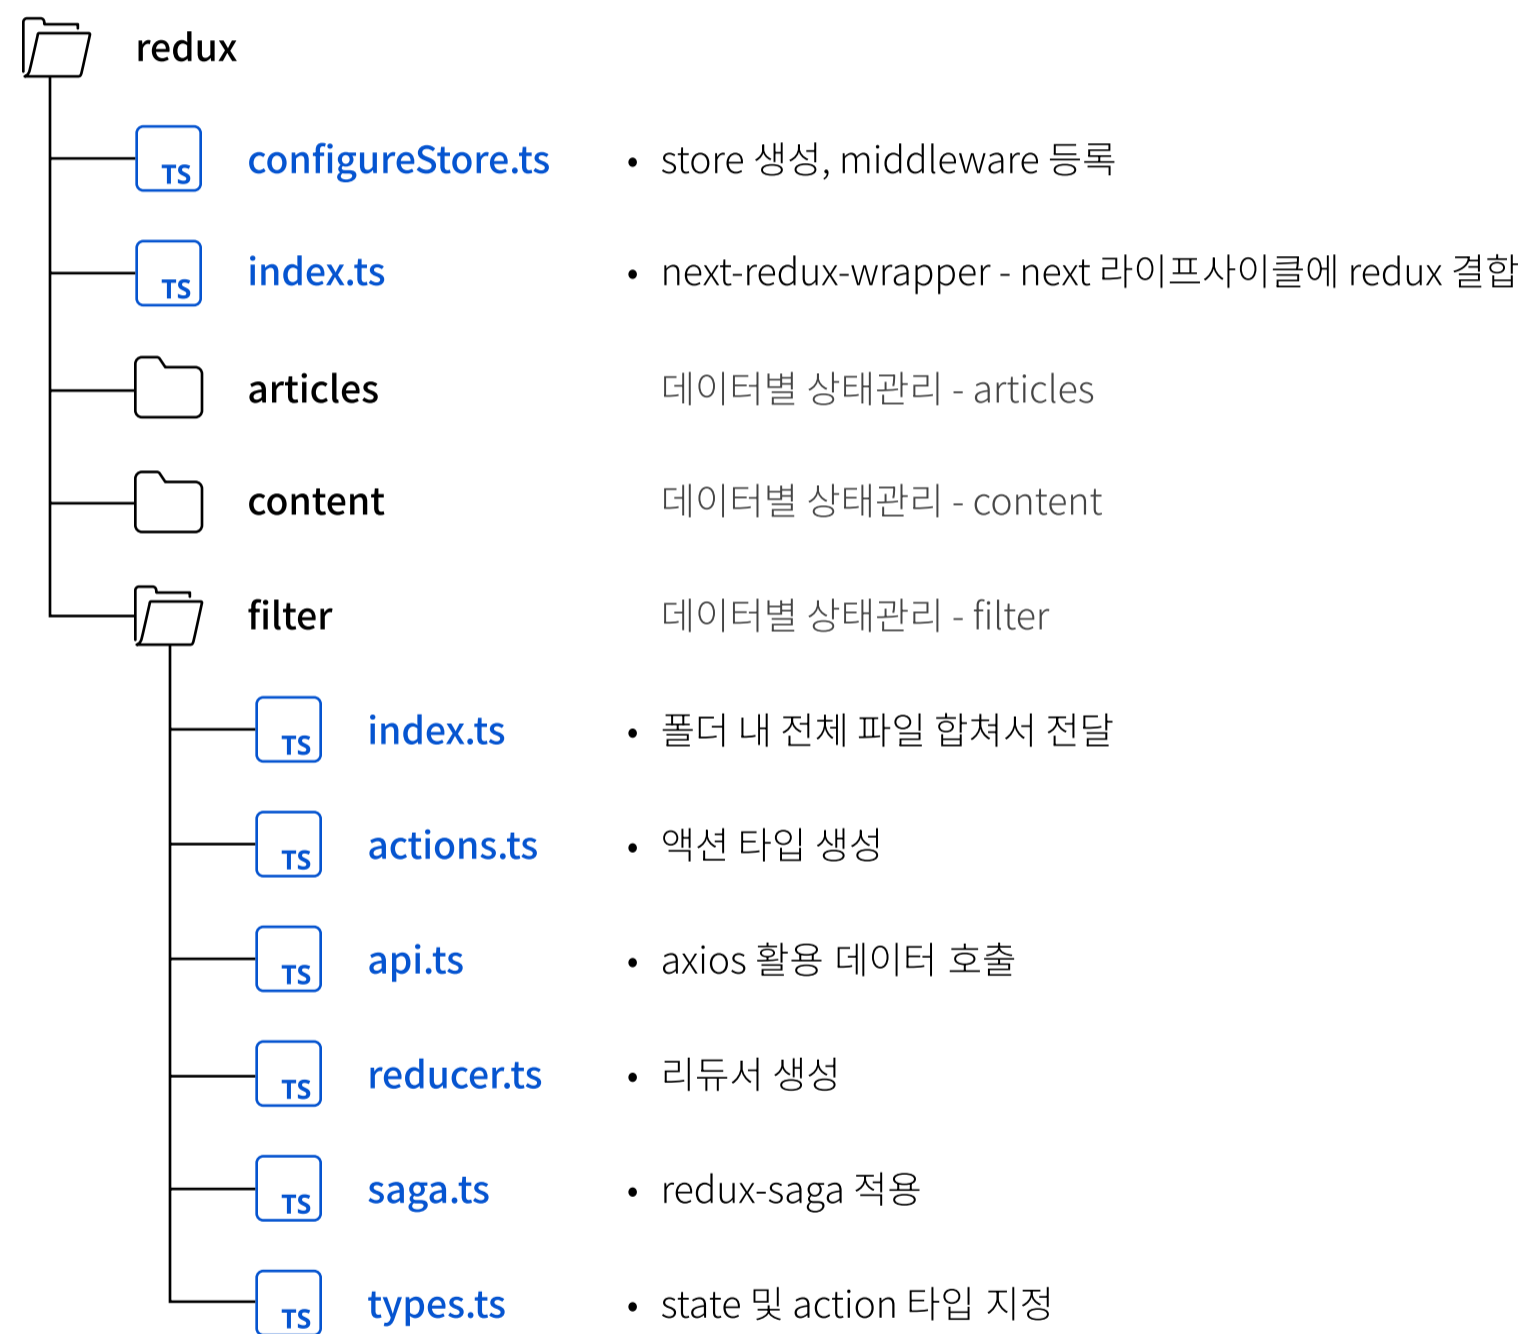 redux
TS configureStore.ts • store 생성, middleware 등록
TS index.ts • next-redux-wrapper - next 라이프사이클에 redux 결합
articles 데이터별 상태관리 - articles
content 데이터별 상태관리 - content
filter 데이터별 상태관리 - filter
TS index.ts • 폴더 내 전체 파일 합쳐서 전달
TS actions.ts • 액션 타입 생성
TS api.ts • axios 활용 데이터 호출
TS reducer.ts • 리듀서 생성
TS saga.ts • redux-saga 적용
TS types.ts • state 및 action 타입 지정